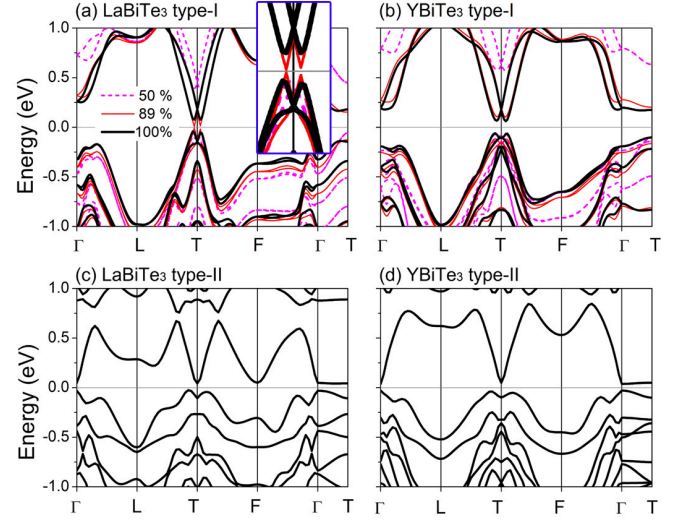 (a) LaBiTe₃ type-I
(b) YBiTe₃ type-I
1.0
0.5
0.0
-0.5
-1.0
Energy (eV)
50 %
89 %
100%
Γ L T F Γ T
Γ L T F Γ T
(c) LaBiTe₃ type-II
(d) YBiTe₃ type-II
1.0
0.5
0.0
-0.5
-1.0
Energy (eV)
Γ L T F Γ T
Γ L T F Γ T